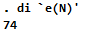 . di `e(N)'
74